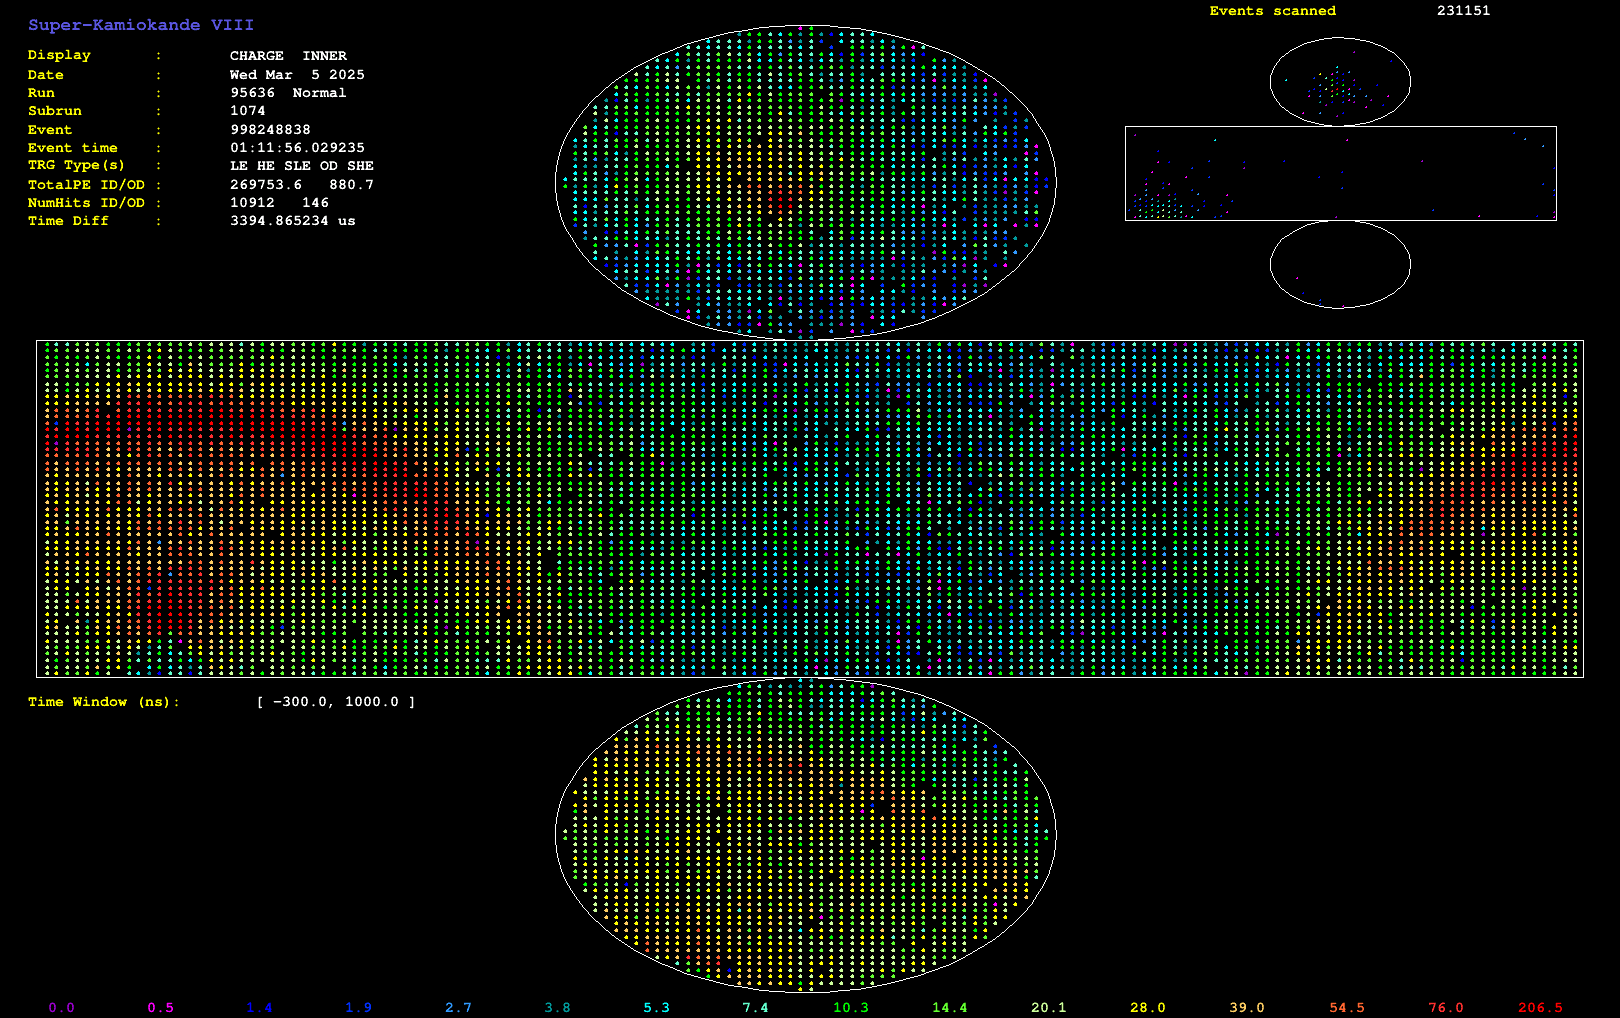 Super-Kamiokande VIII
Events scanned 231151
Display : CHARGE INNER
Date : Wed Mar 5 2025
Run : 95636 Normal
Subrun : 1074
Event : 998248838
Event time : 01:11:56.029235
TRG Type(s) : LE HE SLE OD SHE
TotalPE ID/OD : 269753.6 880.7
NumHits ID/OD : 10912 146
Time Diff : 3394.865234 us
Time Window (ns): [ -300.0, 1000.0 ]
0.0 0.5 1.4 1.9 2.7 3.8 5.3 7.4 10.3 14.4 20.1 28.0 39.0 54.5 76.0 206.5